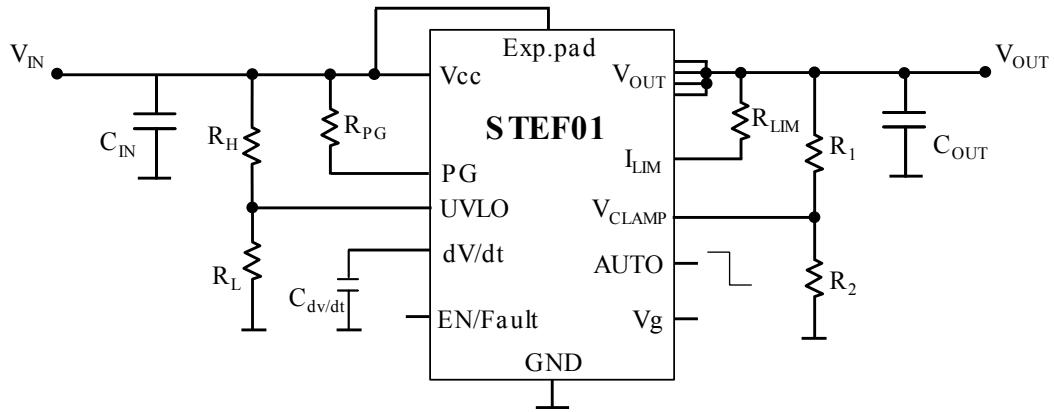 Exp.pad
V_IN
Vcc
V_OUT
V_OUT
STEF01
C_IN
R_H
R_PG
R_LIM
R_1
C_OUT
I_LIM
PG
UVLO
V_CLAMP
dV/dt
AUTO
R_L
R_2
C_dv/dt
EN/Fault
Vg
GND